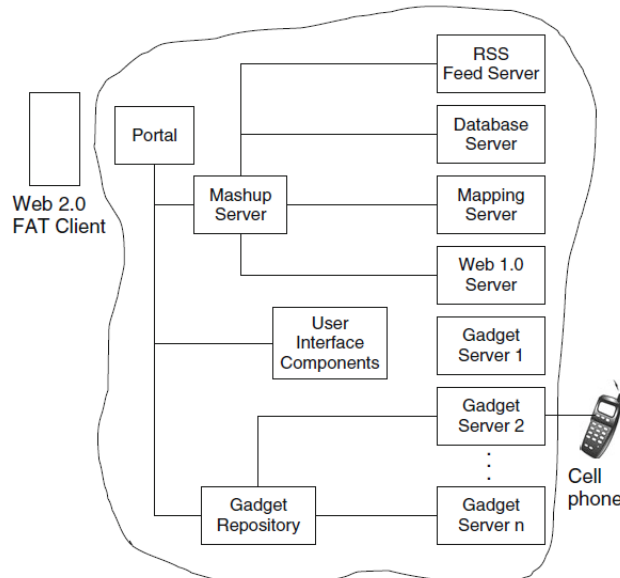 RSS
Feed Server
Portal
Database
Server
Web 2.0
FAT Client
Mashup
Server
Mapping
Server
Web 1.0
Server
User
Interface
Components
Gadget
Server 1
Gadget
Server 2
Cell
phone
Gadget
Repository
Gadget
Server n